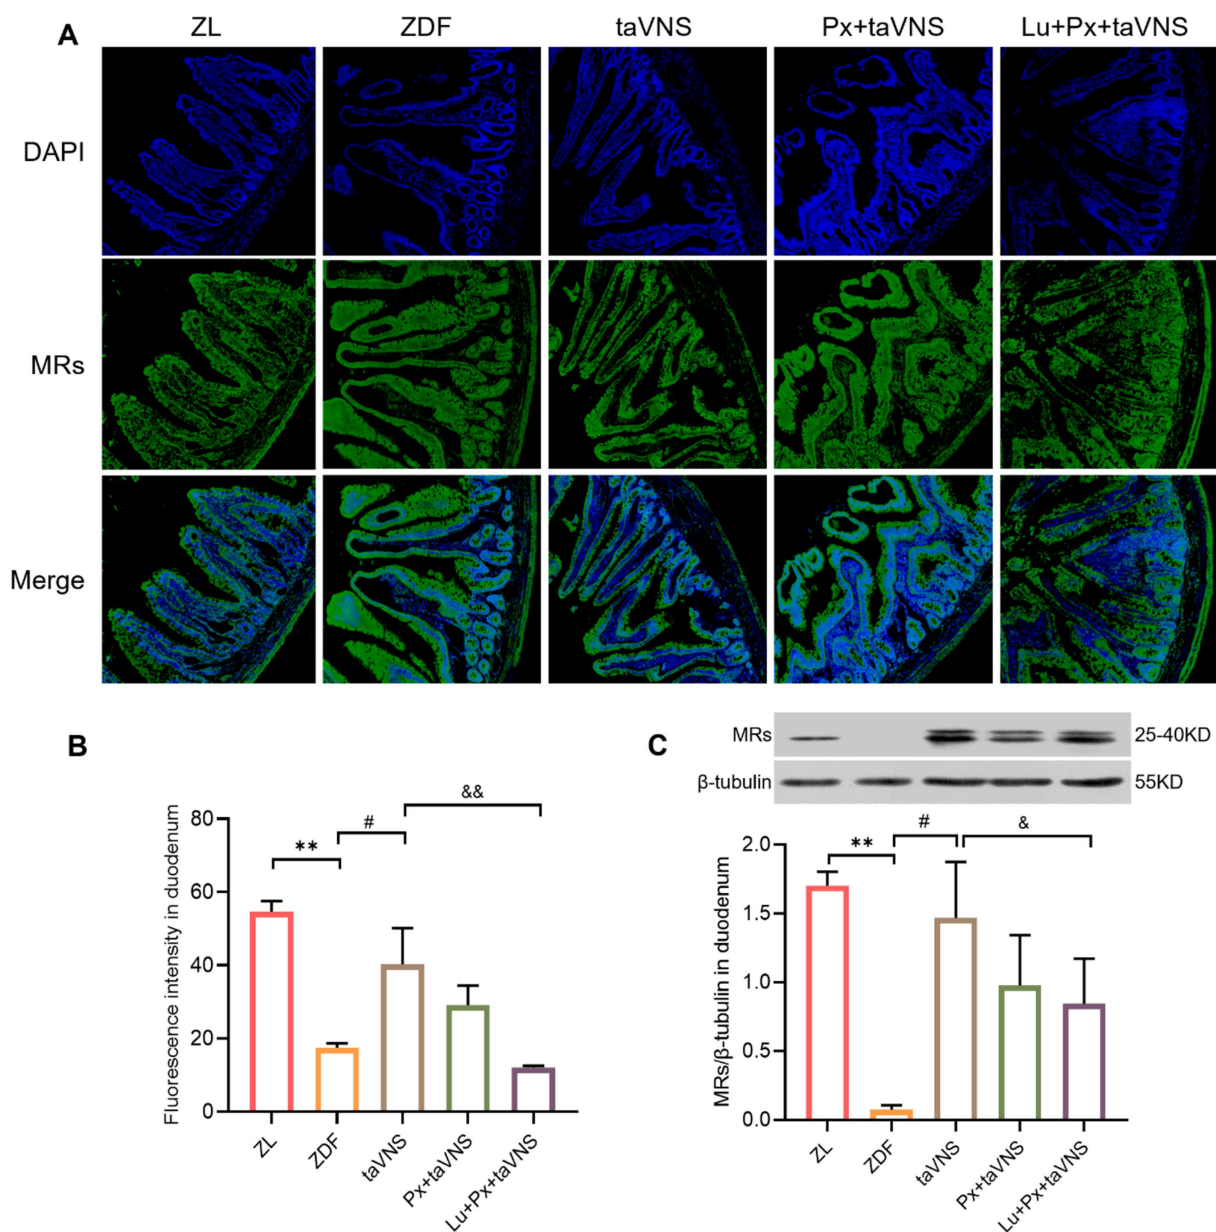 A
ZL
ZDF
taVNS
Px+taVNS
Lu+Px+taVNS
DAPI
MRs
Merge
B
Fluorescence intensity in duodenum
80
60
40
20
0
**
#
&&
ZL
ZDF
taVNS
Px+taVNS
Lu+Px+taVNS
C
MRs
25-40KD
β-tubulin
55KD
MRs/β-tubulin in duodenum
2.0
1.5
1.0
0.5
0.0
**
#
&
ZL
ZDF
taVNS
Px+taVNS
Lu+Px+taVNS